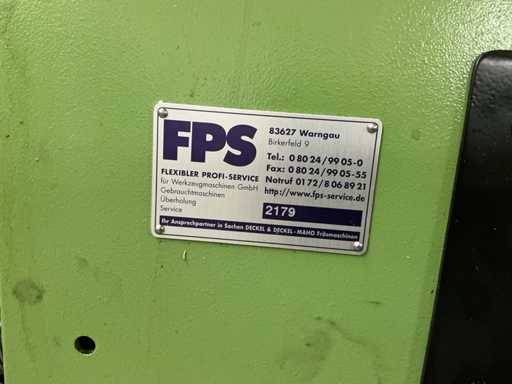 FPS
FLEXIBLER PROFI-SERVICE
für Werkzeugmaschinen GmbH
Gebrauchtmaschinen
Überholung
Service
83627 Warngau
Birkerfeld 9
Tel.: 0 80 24/99 05-0
Fax: 0 80 24/99 05-55
Notruf 01 72/8 06 89 21
http://www.fps-service.de
2179
Ihr Ansprechpartner in Sachen DECKEL & DECKEL-MAHO Fräsmaschinen